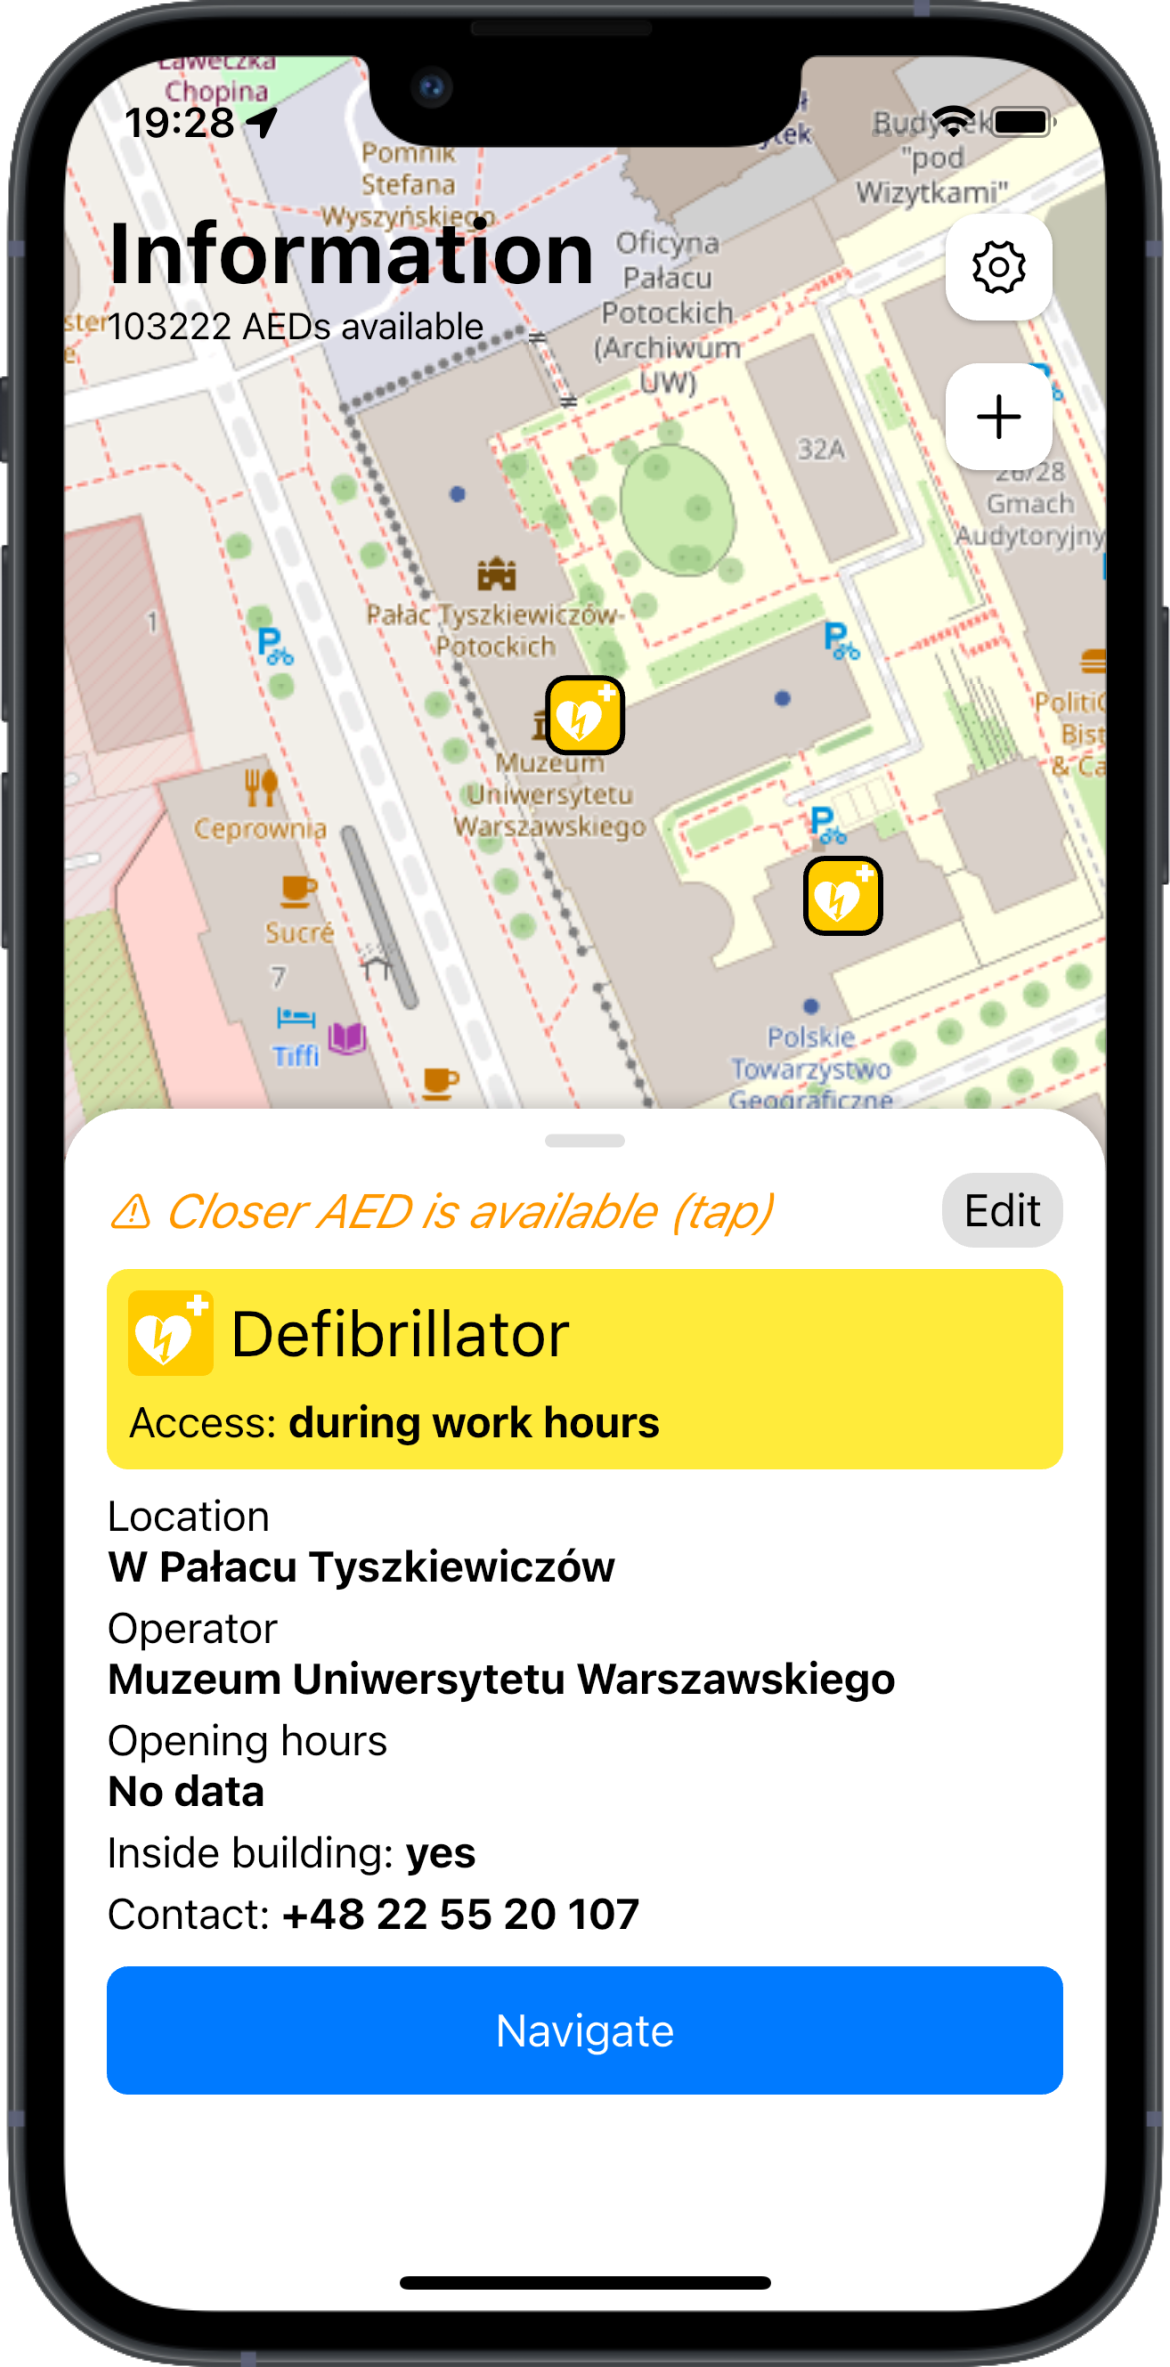 Ławeczka
Chopina
19:28
Pomnik
Stefana
Wyszyńskiego
Budynek
"pod
Wizytkami"
Information
103222 AEDs available
Oficyna
Pałacu
Potockich
(Archiwum
UW)
32A
26/28
Gmach
Audytoryjny
1
Pałac Tyszkiewiczów-
Potockich
P
P
Muzeum
Uniwersytetu
Warszawskiego
P
Ceprownia
Sucré
7
Tiffi
Polskie
Towarzystwo
Geograficzne
Closer AED is available (tap)
Edit
Defibrillator
Access: during work hours
Location
W Pałacu Tyszkiewiczów
Operator
Muzeum Uniwersytetu Warszawskiego
Opening hours
No data
Inside building: yes
Contact: +48 22 55 20 107
Navigate